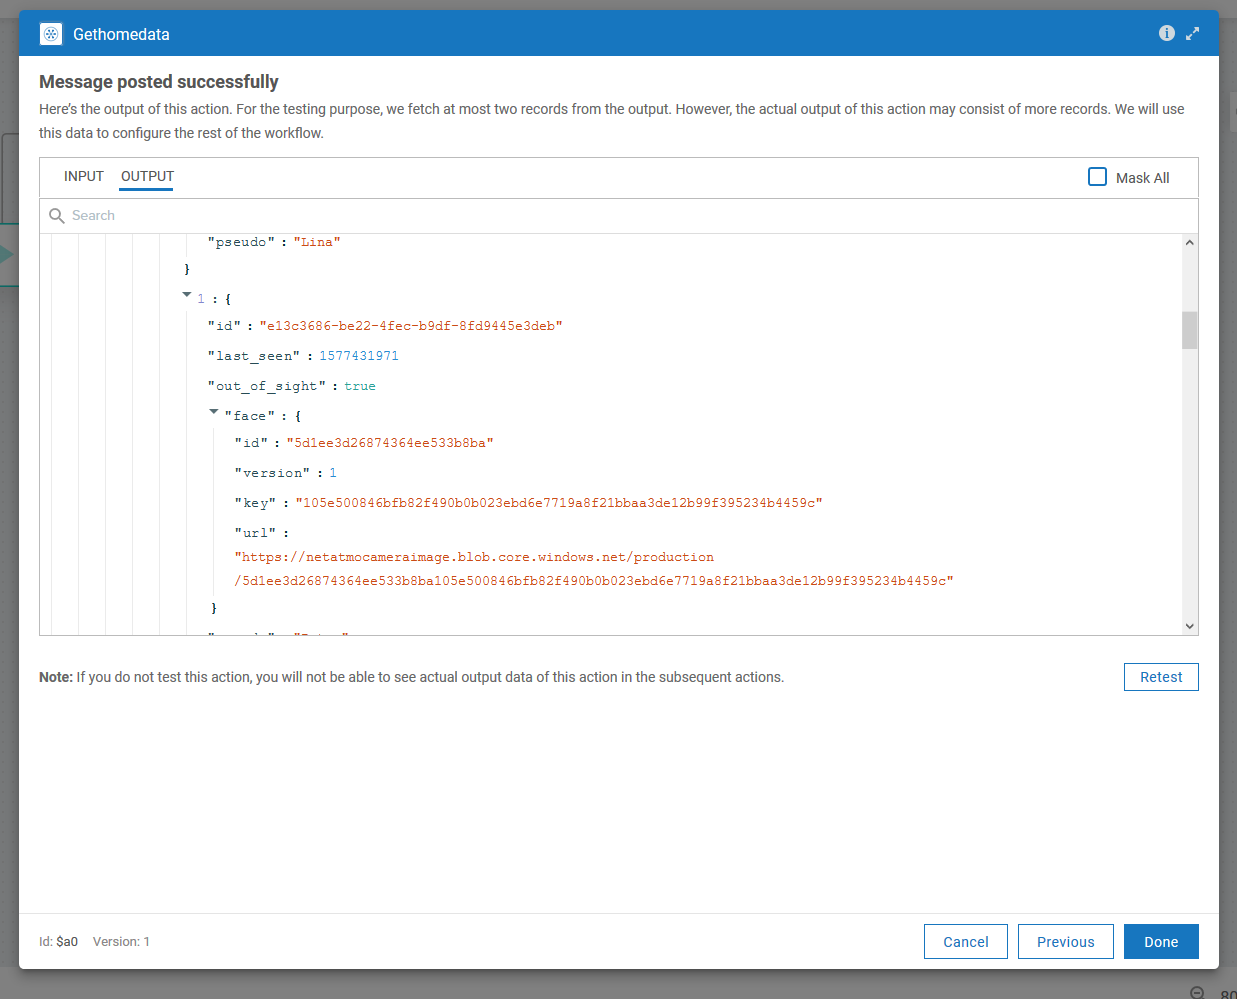 Gethomedata
Message posted successfully
Here's the output of this action. For the testing purpose, we fetch at most two records from the output. However, the actual output of this action may consist of more records. We will use
this data to configure the rest of the workflow.
INPUT OUTPUT Mask All
Search
"pseudo" : "Lina"
}
1 : {
"id" : "e13c3686-be22-4fec-b9df-8fd9445e3deb"
"last_seen" : 1577431971
"out_of_sight" : true
"face" : {
"id" : "5d1ee3d26874364ee533b8ba"
"version" : 1
"key" : "105e500846bfb82f490b0b023ebd6e7719a8f21bbaa3de12b99f395234b4459c"
"url" :
"https://netatmocameraimage.blob.core.windows.net/production
/5d1ee3d26874364ee533b8ba105e500846bfb82f490b0b023ebd6e7719a8f21bbaa3de12b99f395234b4459c"
}
Note: If you do not test this action, you will not be able to see actual output data of this action in the subsequent actions.
Retest
Id: $a0 Version: 1
Cancel Previous Done
80